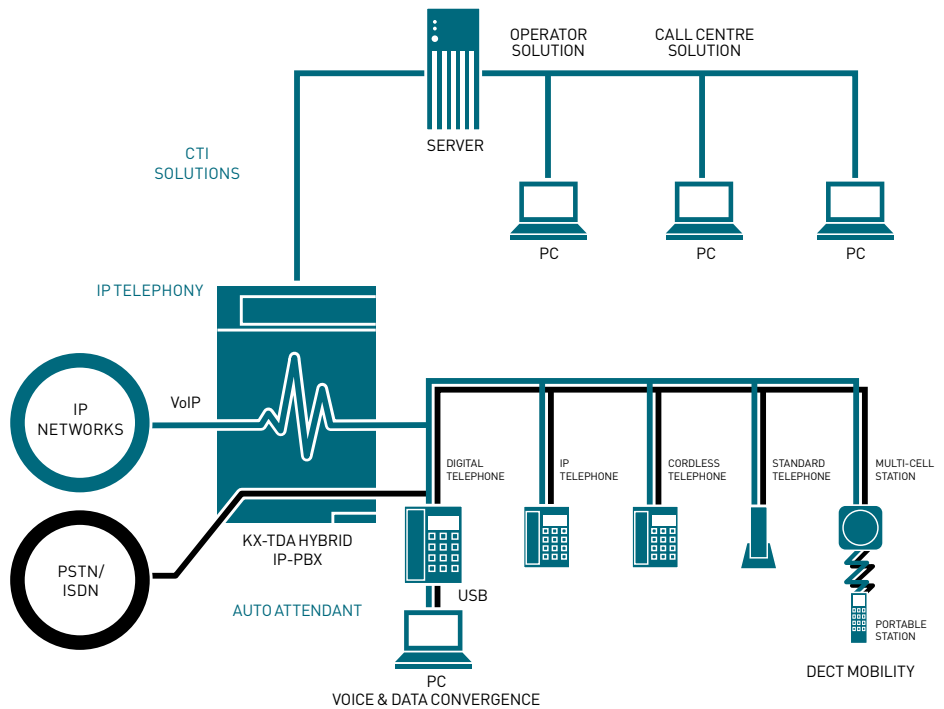 OPERATOR
SOLUTION
CALL CENTRE
SOLUTION
SERVER
CTI
SOLUTIONS
PC
PC
PC
IP TELEPHONY
IP
NETWORKS
VoIP
DIGITAL
TELEPHONE
IP
TELEPHONE
CORDLESS
TELEPHONE
STANDARD
TELEPHONE
MULTI-CELL
STATION
PSTN/
ISDN
KX-TDA HYBRID
IP-PBX
USB
AUTO ATTENDANT
PORTABLE
STATION
DECT MOBILITY
PC
VOICE & DATA CONVERGENCE